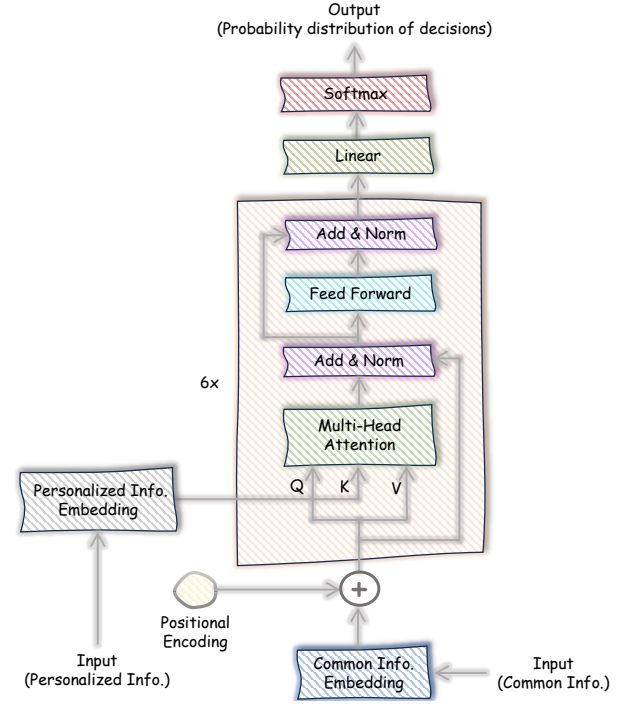 Output
(Probability distribution of decisions)
Softmax
Linear
Add & Norm
Feed Forward
Add & Norm
6x
Multi-Head
Attention
Q K V
Personalized Info.
Embedding
+
Positional
Encoding
Input
(Personalized Info.)
Common Info.
Embedding
Input
(Common Info.)